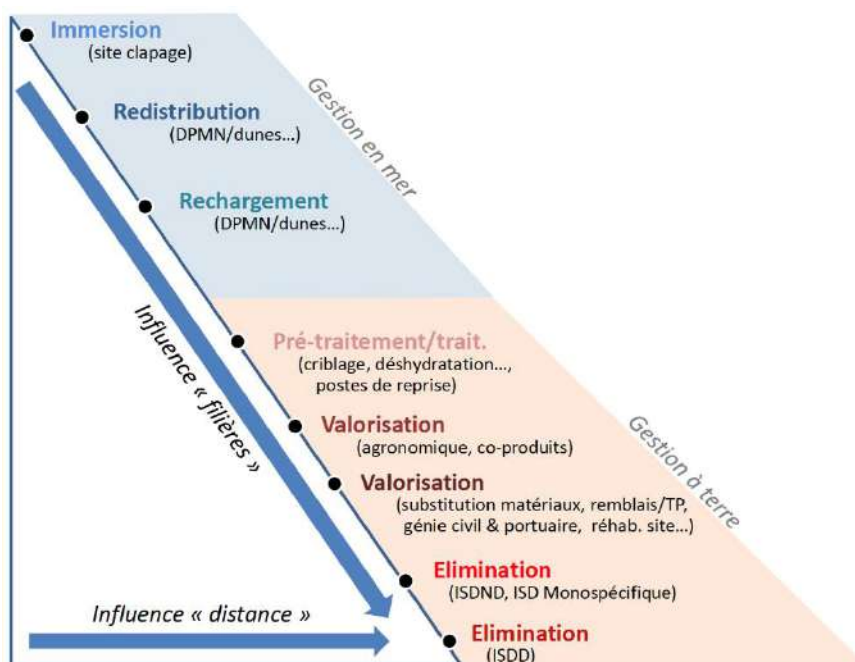 Immersion
(site clapage)
Redistribution
(DPMN/dunes...)
Rechargement
(DPMN/dunes...)
Gestion en mer
Influence « filières »
Pré-traitement/trait.
(criblage, déshydratation...,
postes de reprise)
Valorisation
(agronomique, co-produits)
Valorisation
(substitution matériaux, remblais/TP,
génie civil & portuaire, réhab. site...)
Gestion à terre
Elimination
(ISDND, ISD Monospécifique)
Influence « distance »
Elimination
(ISDD)